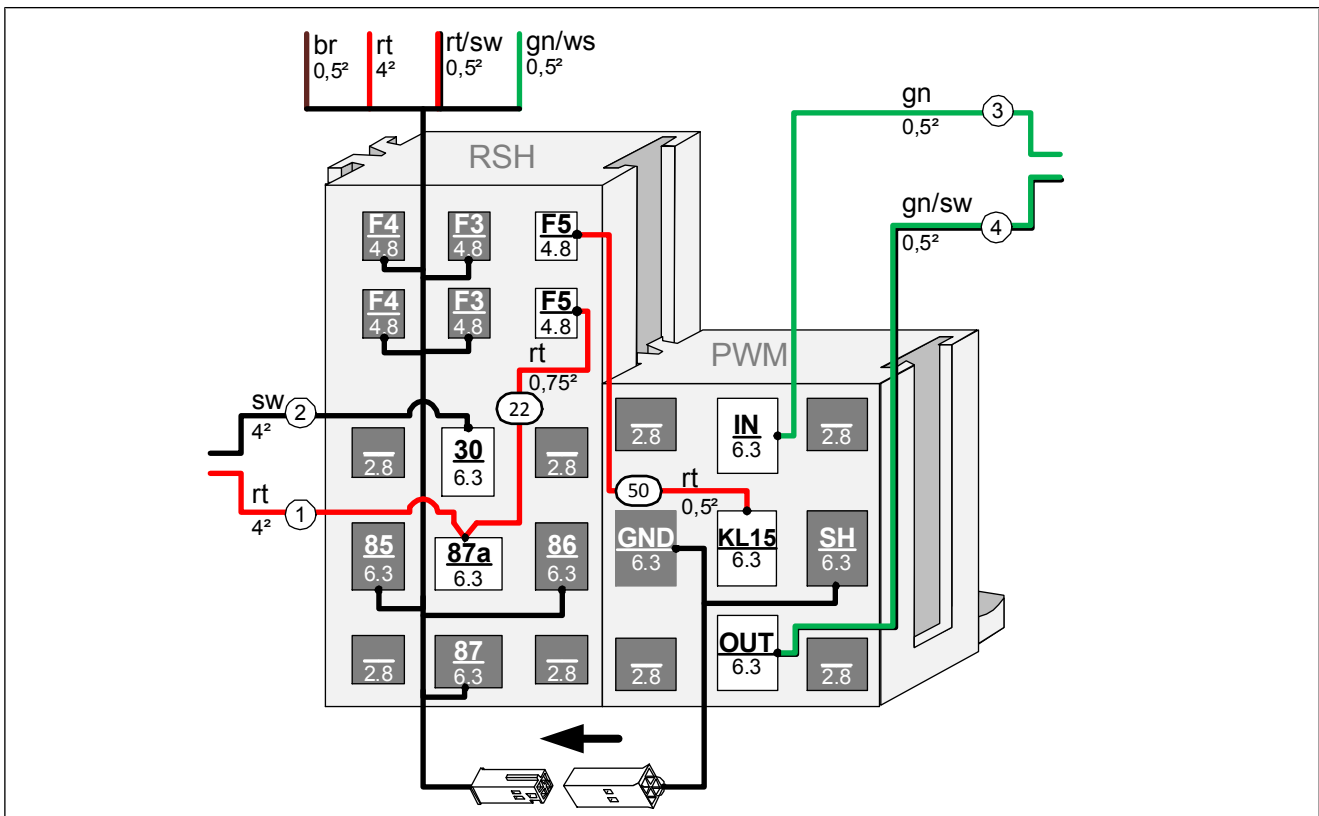 br rt rt/sw gn/ws
0,5² 4² 0,5² 0,5²
gn
0,5²
3
RSH
gn/sw
0,5²
4
F4 F3 F5
4.8 4.8 4.8
F4 F3 F5
4.8 4.8 4.8
rt
0,75²
22
PWM
sw
4²
2
30
6.3
2.8 2.8
2.8 2.8
IN
6.3
rt
4²
1
50
rt
0,5²
85 87a 86
6.3 6.3 6.3
GND KL15 SH
6.3 6.3 6.3
87
2.8 6.3 2.8
OUT
2.8 6.3 2.8